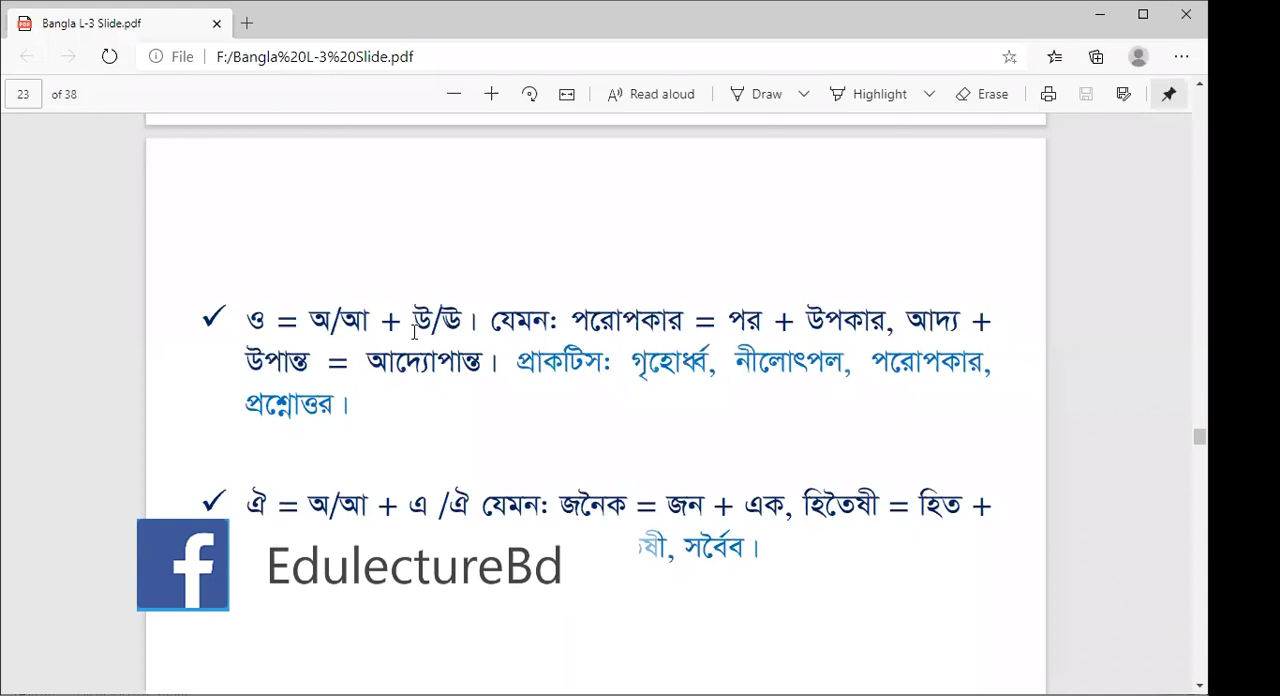 Bangla L-3 Slide.pdf
File F:/Bangla%20L-3%20Slide.pdf
23 of 38 Read aloud Draw Highlight Erase
ও = অ/আ + উ/ঊ। যেমন: পরোপকার = পর + উপকার, আদ্য +
উপান্ত = আদ্যোপান্ত। প্রাকটিস: গৃহোর্ধ্ব, নীলোৎপল, পরোপকার,
প্রশ্নোত্তর।
ঐ = অ/আ + এ /ঐ যেমন: জনৈক = জন + এক, হিতৈষী = হিত +
সর্বৈব।
EdulectureBd